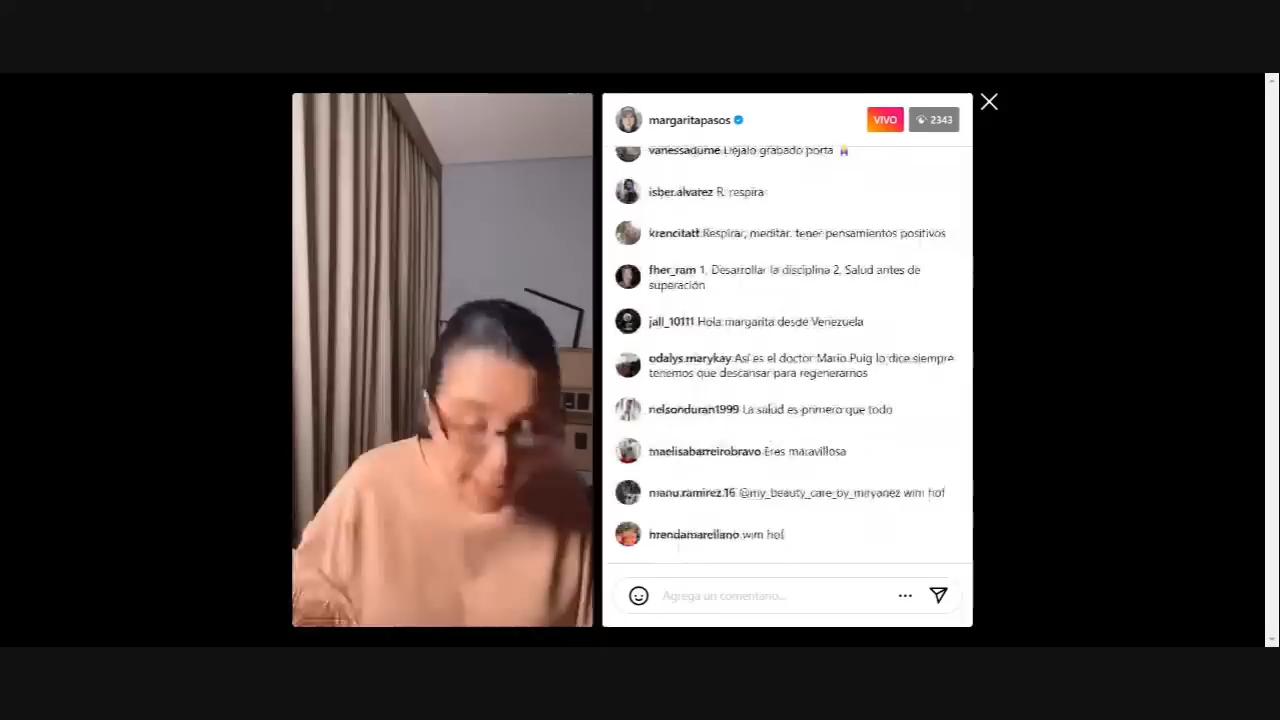 margaritapasos
VIVO
2343
vanessadume Déjalo grabado porfa
isber.alvarez R. respira
krencitatt Respirar, meditar. tener pensamientos positivos
fher_ram 1. Desarrollar la disciplina 2. Salud antes de
superación
jall_10111 Hola margarita desde Venezuela
odalys.marykay Así es el doctor Mario Puig lo dice siempre
tenemos que descansar para regenerarnos
nelsonduran1999 La salud es primero que todo
maelisabarreirobravo Eres maravillosa
manu.ramirez.16 @my_beauty_care_by_miryanez wim hof
wim hof
Agrega un comentario...